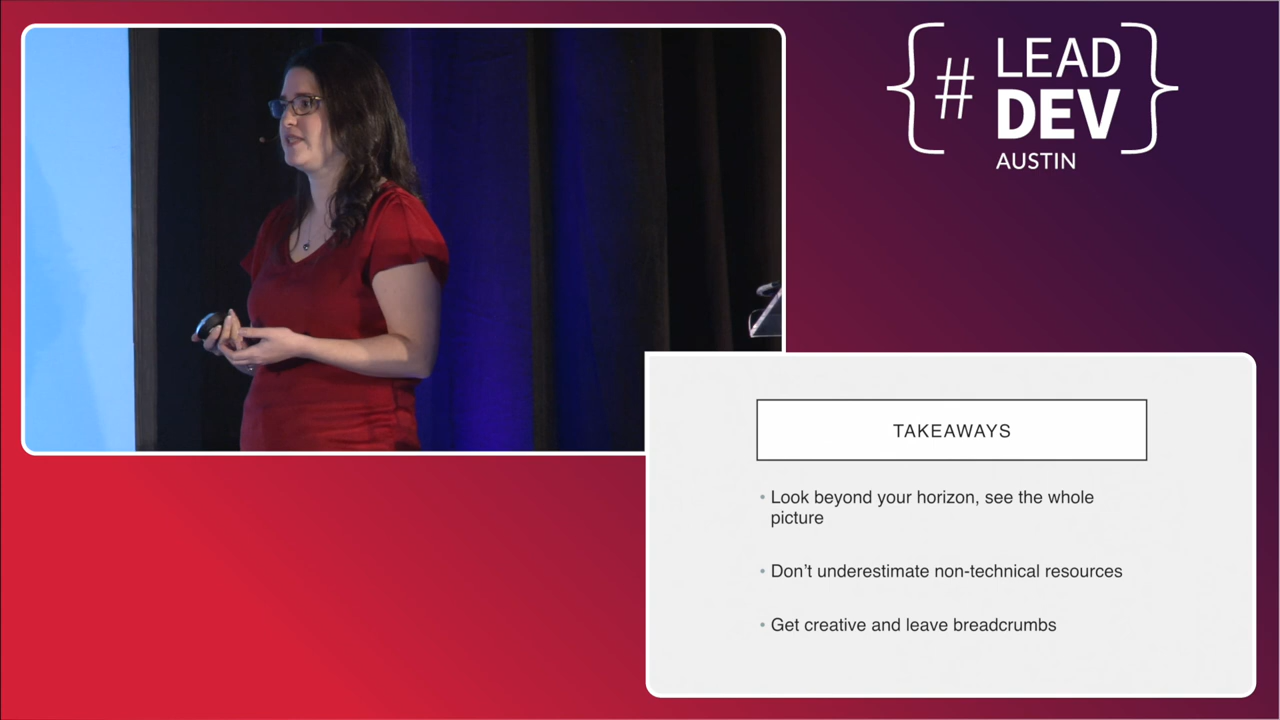 {# LEAD
DEV}
AUSTIN
TAKEAWAYS
• Look beyond your horizon, see the whole
picture
• Don’t underestimate non-technical resources
• Get creative and leave breadcrumbs